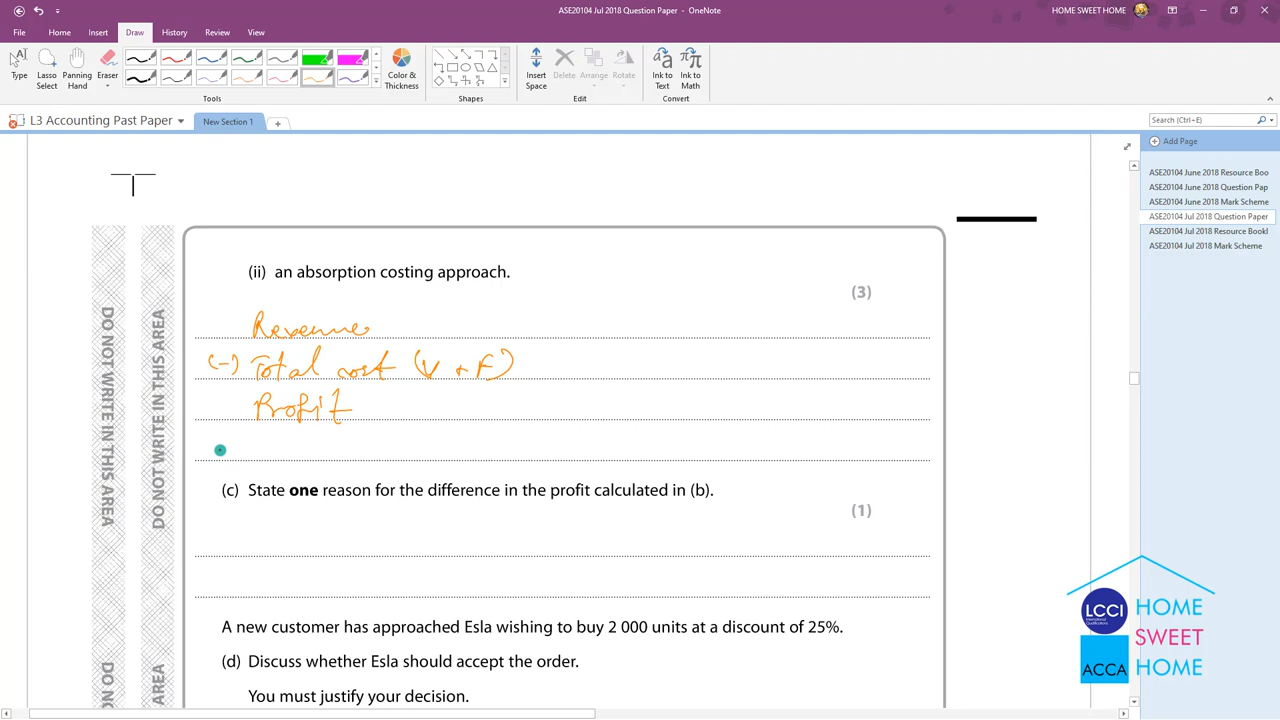 ASE20104 Jul 2018 Question Paper - OneNote
HOME SWEET HOME
File Home Insert Draw History Review View
Type
Lasso Select
Panning Hand
Eraser
Color & Thickness
Insert Space
Delete
Arrange
Rotate
Ink to Text
Ink to Math
Tools
Shapes
Edit
Convert
L3 Accounting Past Paper
New Section 1
Search (Ctrl+E)
Add Page
ASE20104 June 2018 Resource Boo
ASE20104 June 2018 Question Pap
ASE20104 June 2018 Mark Scheme
ASE20104 Jul 2018 Question Paper
ASE20104 Jul 2018 Resource Bookl
ASE20104 Jul 2018 Mark Scheme
(ii) an absorption costing approach.
(3)
Revenue
(-) Total cost (V + F)
Profit
(c) State one reason for the difference in the profit calculated in (b).
(1)
A new customer has approached Esla wishing to buy 2 000 units at a discount of 25%.
(d) Discuss whether Esla should accept the order.
You must justify your decision.
DO NOT WRITE IN THIS AREA
DO NOT WRITE IN THIS AREA
DO NO
AREA
LCCI
International Qualifications
ACCA
HOME
SWEET
HOME